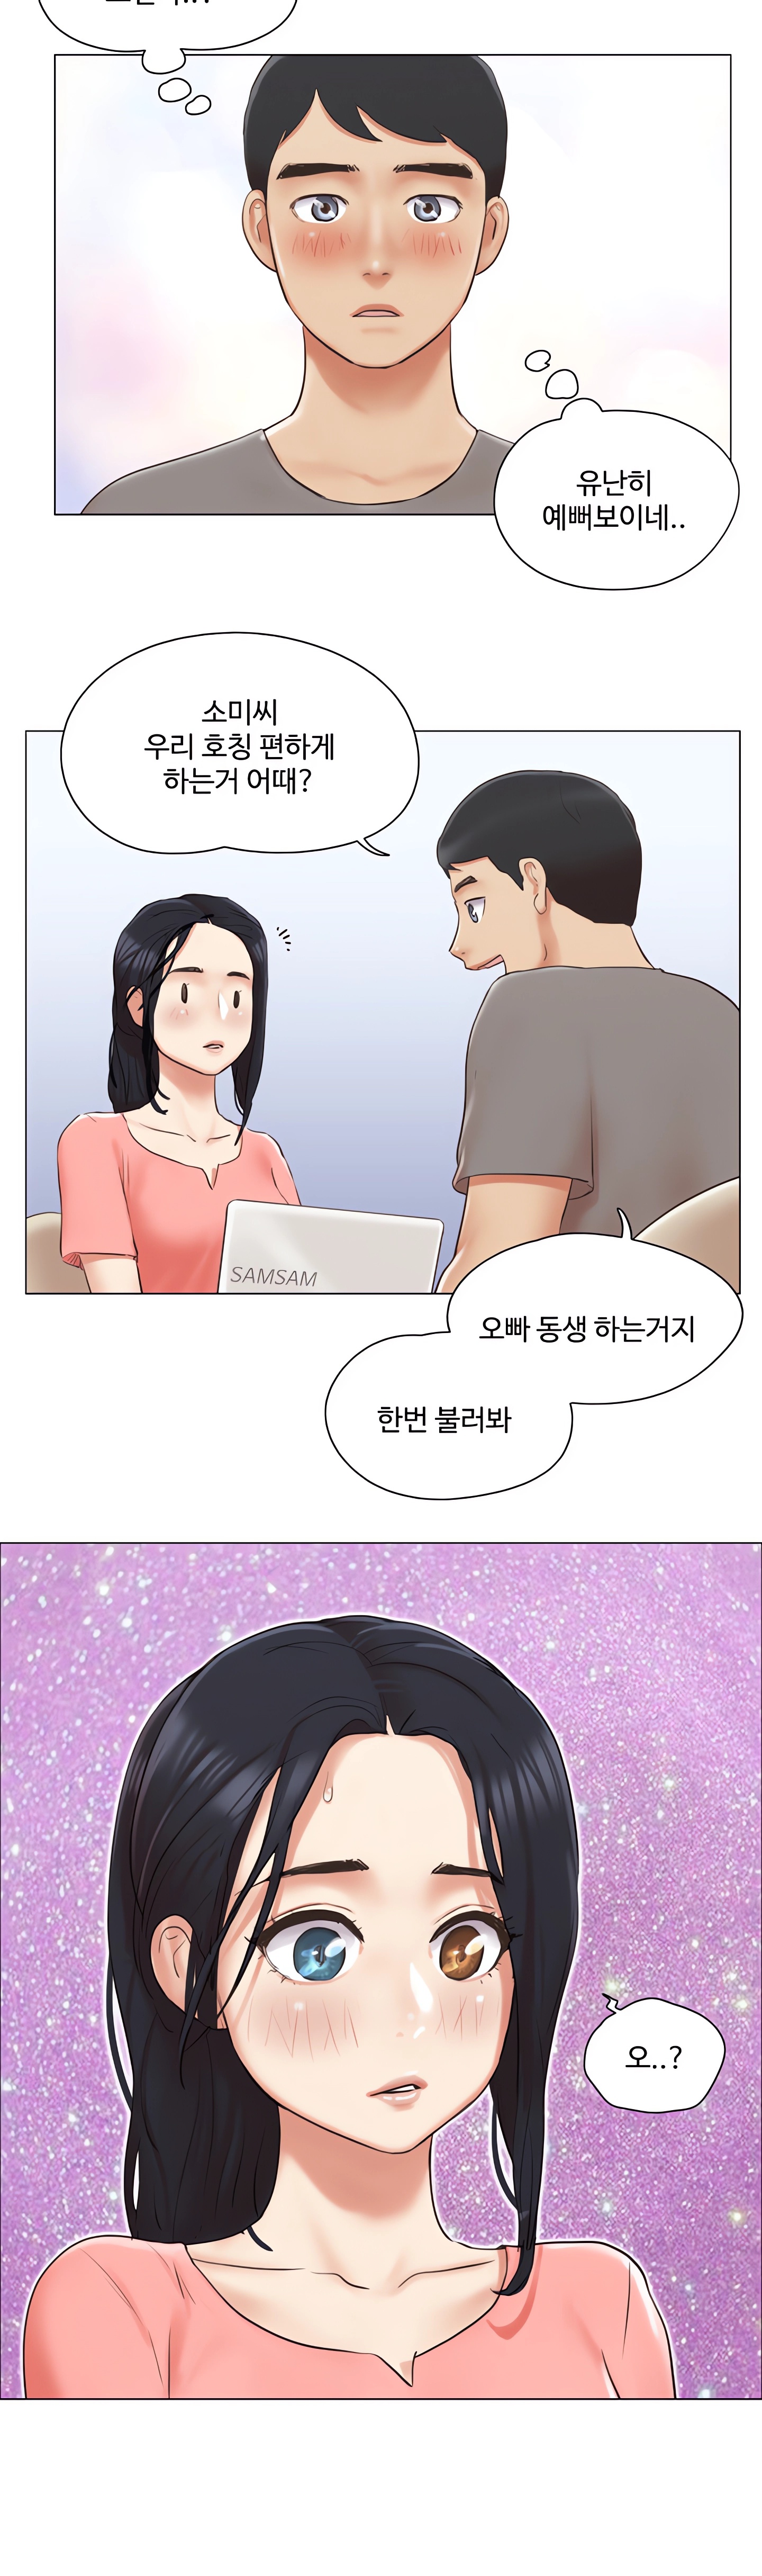 유난히
예뻐보이네..
소미씨
우리 호칭 편하게
하는거 어때?
SAMSAM
오빠 동생 하는거지
한번 불러봐
오..?